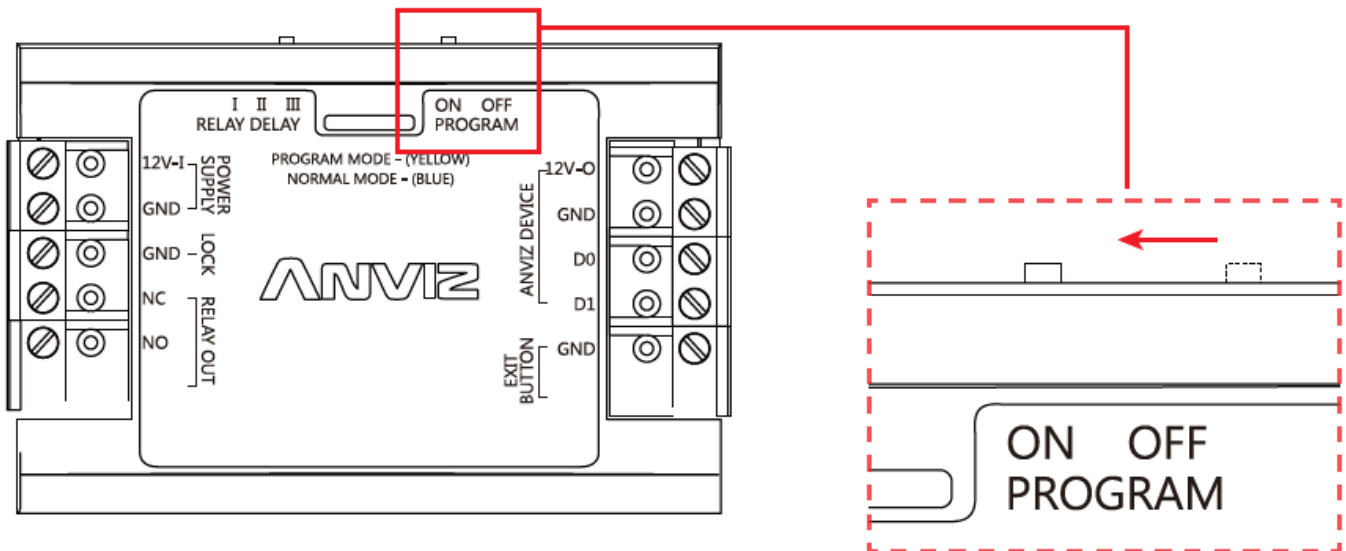 I II III
RELAY DELAY
ON OFF
PROGRAM
PROGRAM MODE - (YELLOW)
NORMAL MODE - (BLUE)
12V-I
GND
POWER
SUPPLY
GND
LOCK
NC
NO
RELAY OUT
ANVIZ
12V-O
GND
D0
D1
ANVIZ DEVICE
GND
EXIT
BUTTON
ON OFF
PROGRAM